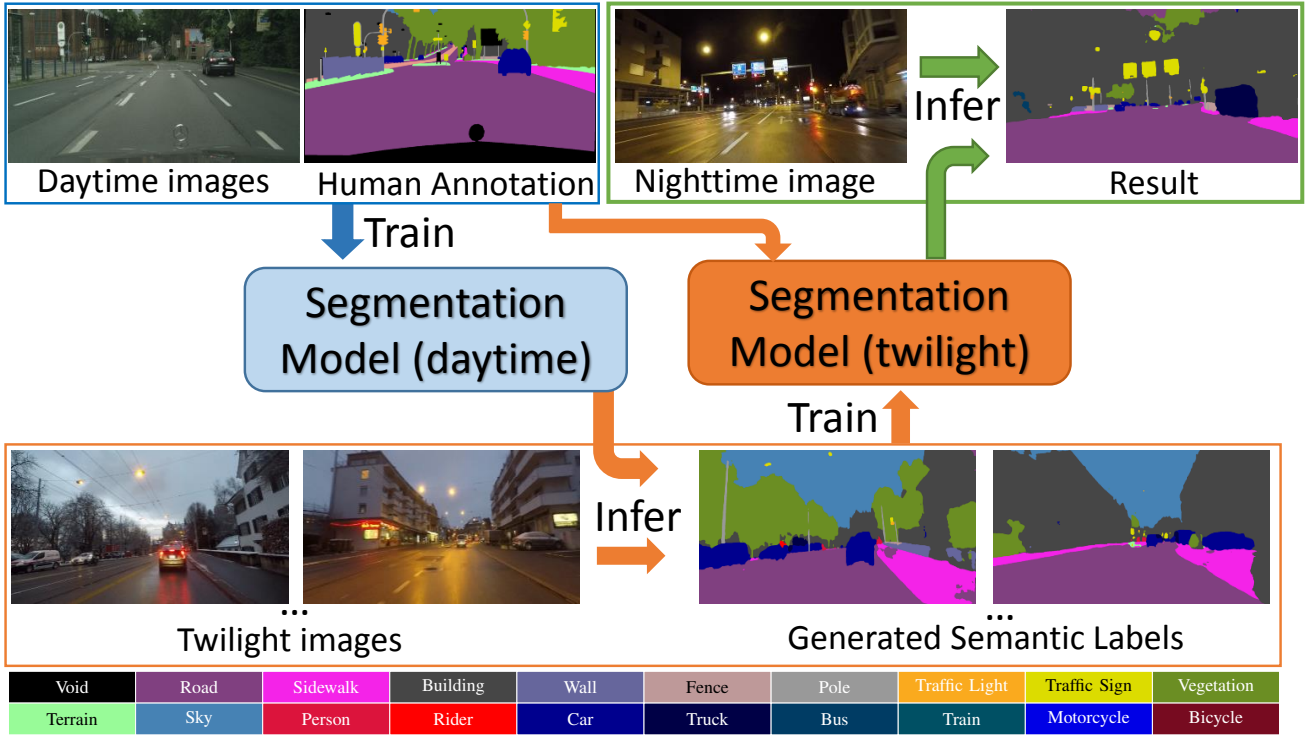 Daytime images
Human Annotation
Nighttime image
Infer
Result
Train
Segmentation
Model (daytime)
Segmentation
Model (twilight)
Train
Infer
...
Twilight images
...
Generated Semantic Labels
Void Road Sidewalk Building Wall Fence Pole Traffic Light Traffic Sign Vegetation
Terrain Sky Person Rider Car Truck Bus Train Motorcycle Bicycle